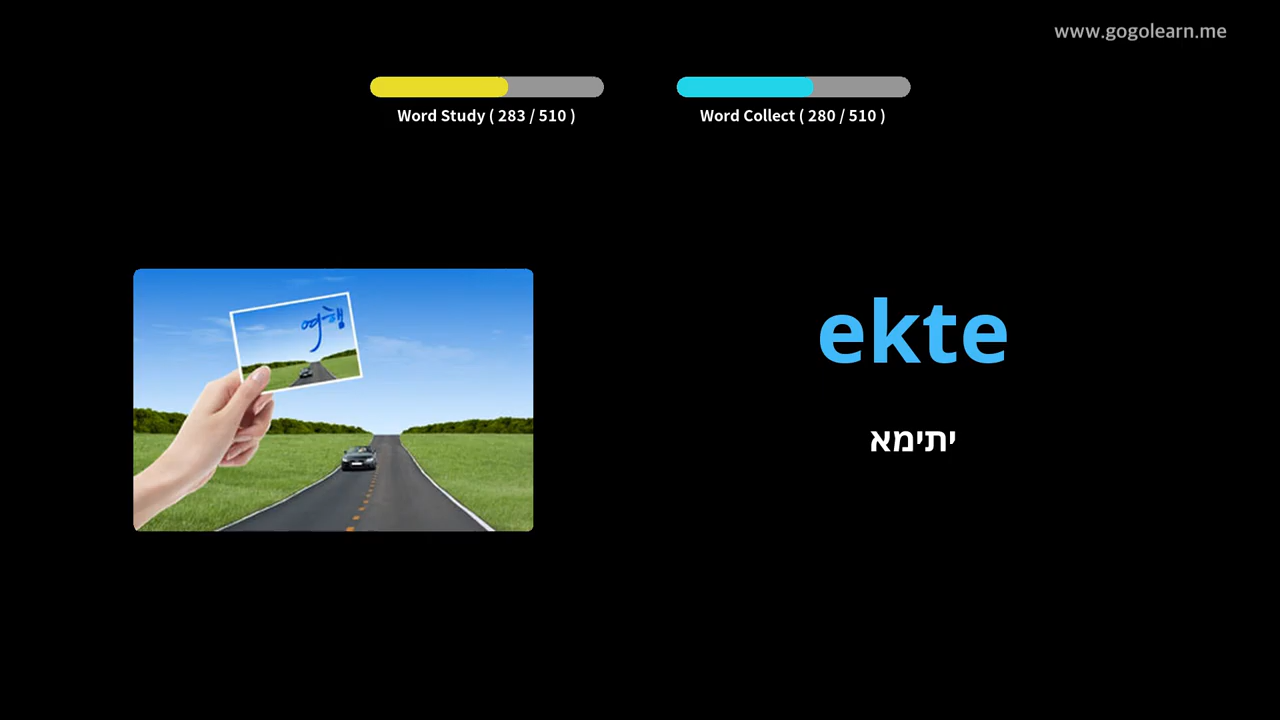 www.gogolearn.me
Word Study ( 283 / 510 )
Word Collect ( 280 / 510 )
여행
ekte
יתימא